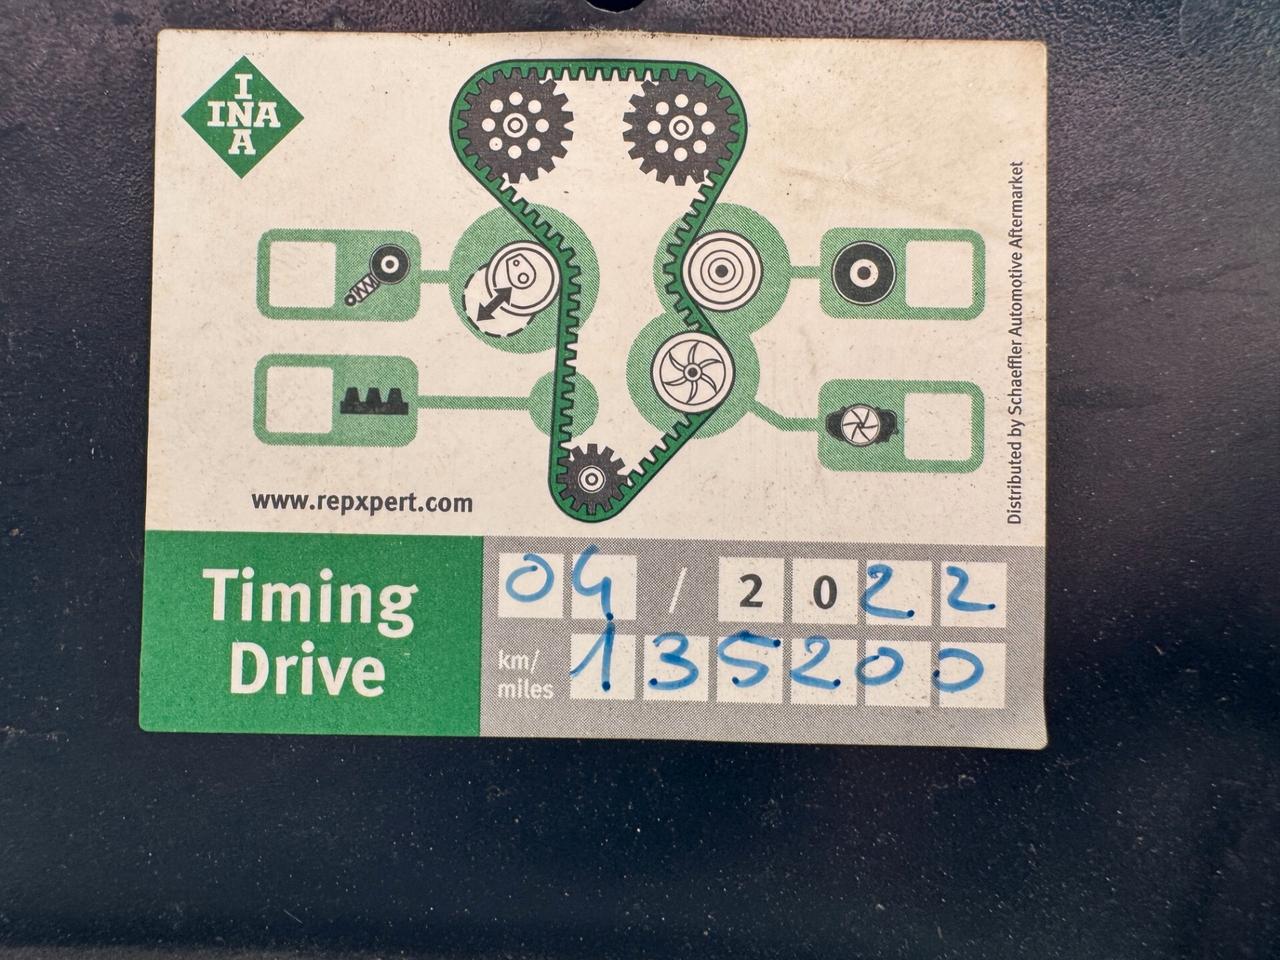 I
INA
A
Distributed by Schaeffler Automotive Aftermarket
www.repxpert.com
Timing
Drive
04 / 2022
km/
miles
135200